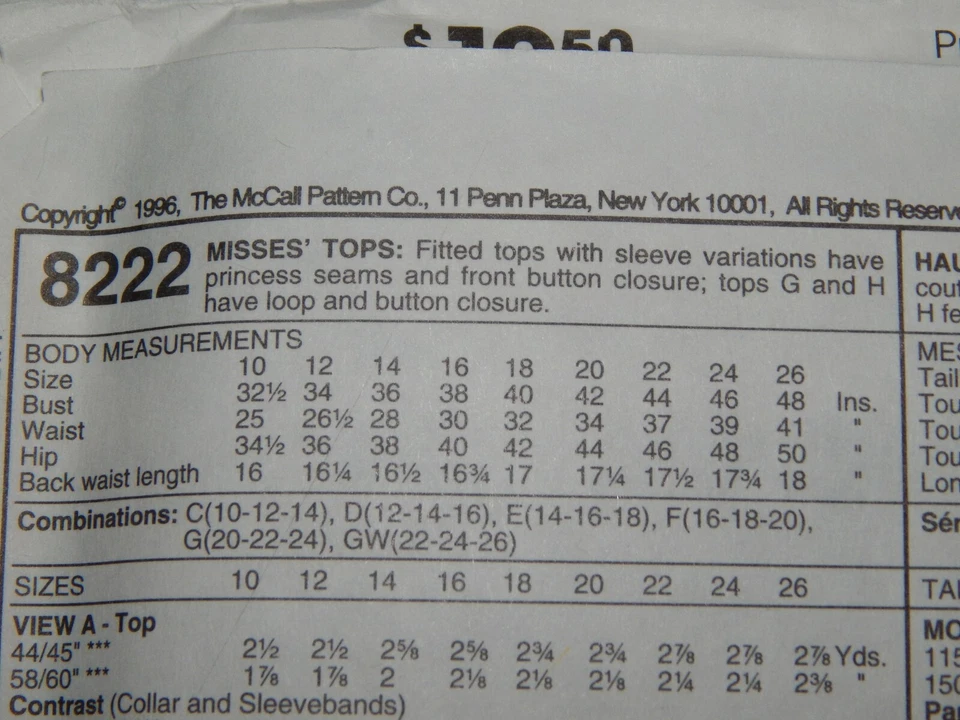 Copyright© 1996, The McCall Pattern Co., 11 Penn Plaza, New York 10001, All Rights
8222 MISSES' TOPS: Fitted tops with sleeve variations have
princess seams and front button closure; tops G and H
have loop and button closure.
BODY MEASUREMENTS
Size 10 12 14 16 18 20 22 24 26
Bust 32½ 34 36 38 40 42 44 46 48 Ins.
Waist 25 26½ 28 30 32 34 37 39 41 "
Hip 34½ 36 38 40 42 44 46 48 50 "
Back waist length 16 16¼ 16½ 16¾ 17 17¼ 17½ 17¾ 18 "
Combinations: C(10-12-14), D(12-14-16), E(14-16-18), F(16-18-20),
G(20-22-24), GW(22-24-26)
SIZES 10 12 14 16 18 20 22 24 26
VIEW A - Top
44/45" *** 2½ 2½ 2⅝ 2⅝ 2¾ 2¾ 2⅞ 2⅞ 2⅞ Yds.
58/60" *** 1⅞ 1⅞ 2 2⅛ 2⅛ 2⅛ 2¼ 2¼ 2⅜ "
Contrast (Collar and Sleevebands)
H fe